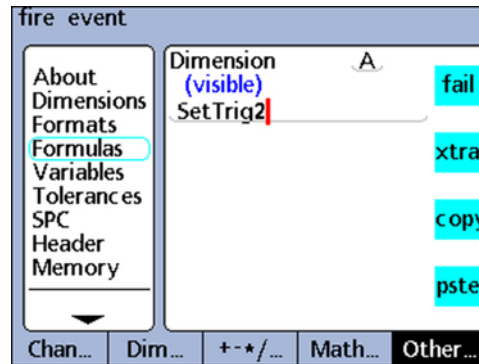 fire event
About
Dimensions
Formats
Formulas
Variables
Tolerances
SPC
Header
Memory
Dimension A
(visible)
SetTrig2
fail
xtra
copy
pste
Chan... Dim... +-*/... Math... Other...